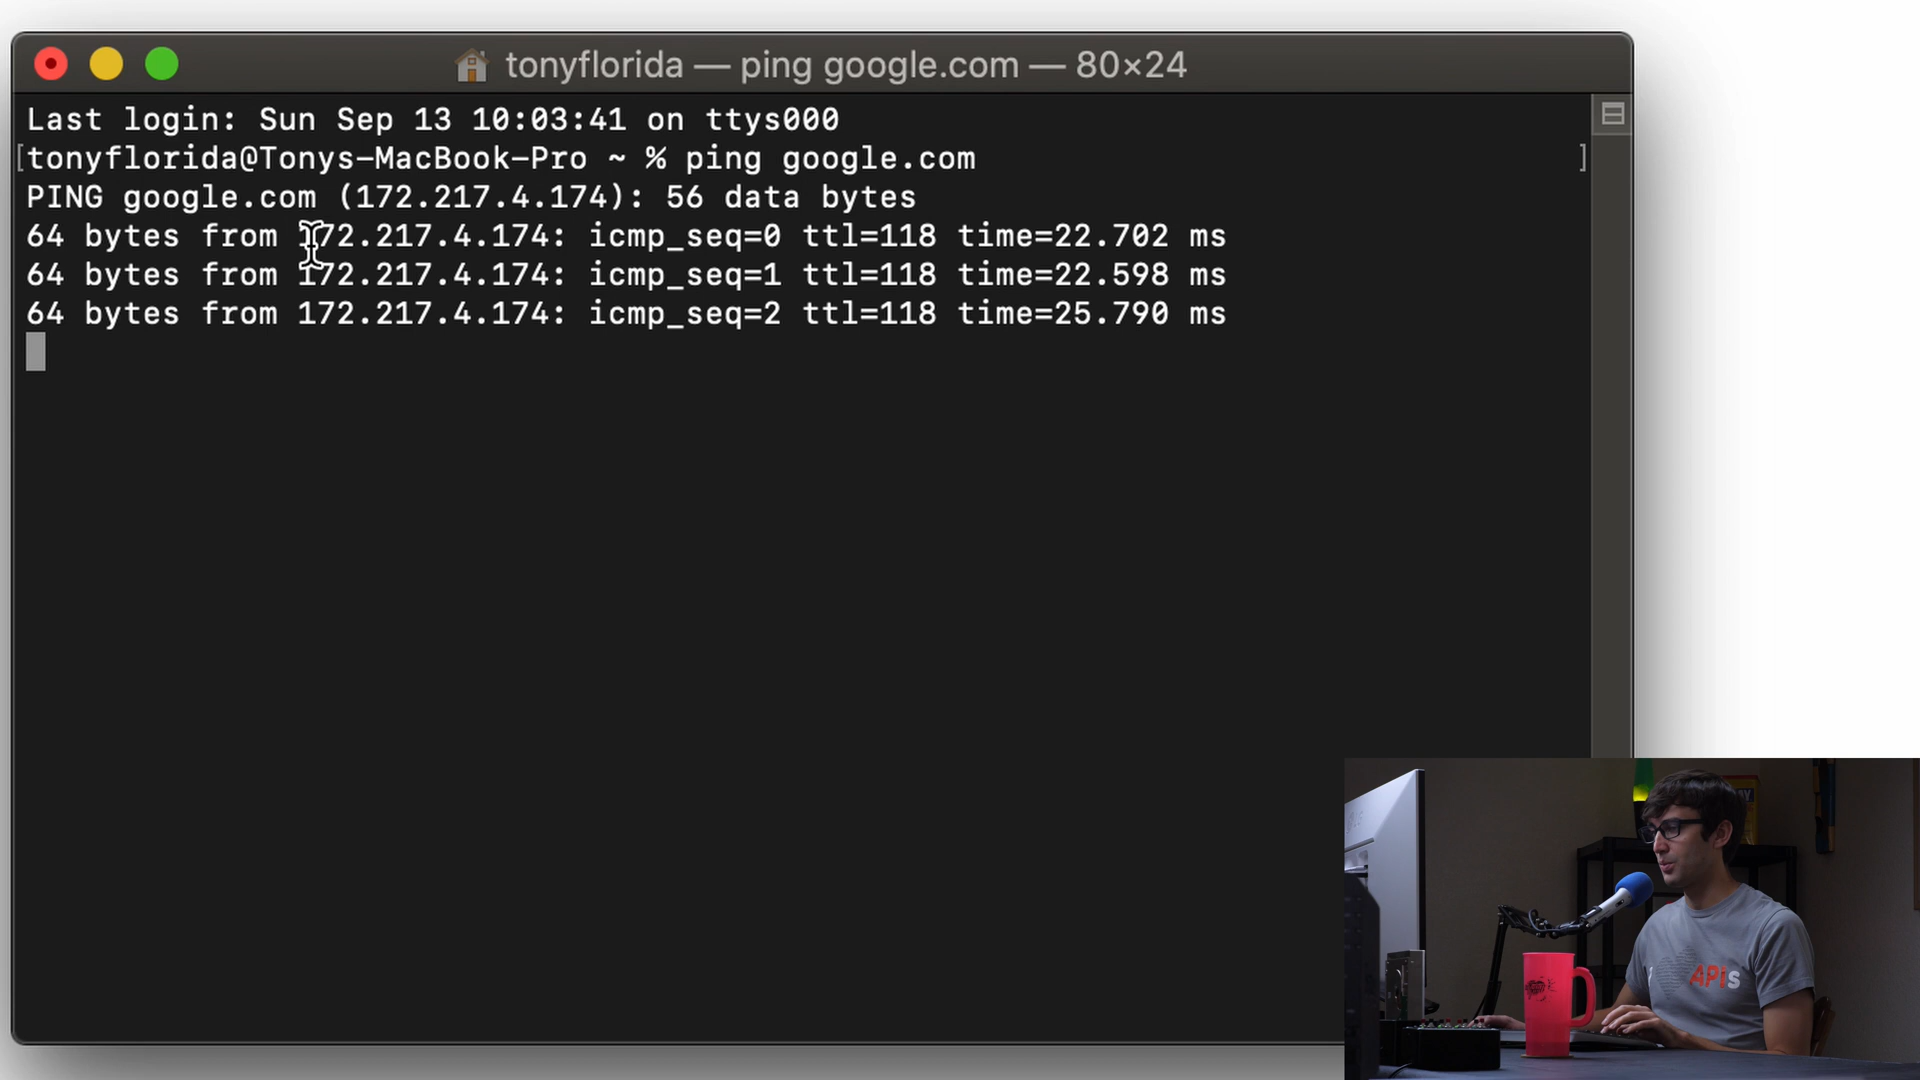 tonyflorida — ping google.com — 80×24
Last login: Sun Sep 13 10:03:41 on ttys000
[tonyflorida@Tonys-MacBook-Pro ~ % ping google.com ]
PING google.com (172.217.4.174): 56 data bytes
64 bytes from 172.217.4.174: icmp_seq=0 ttl=118 time=22.702 ms
64 bytes from 172.217.4.174: icmp_seq=1 ttl=118 time=22.598 ms
64 bytes from 172.217.4.174: icmp_seq=2 ttl=118 time=25.790 ms
APIs